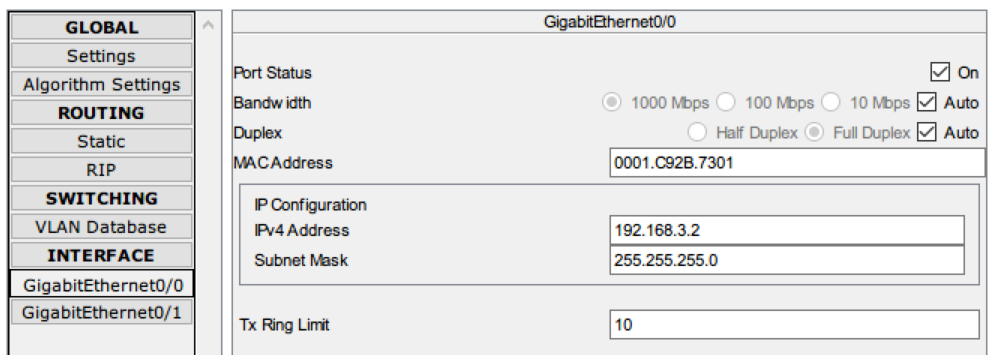 GLOBAL
Settings
Algorithm Settings
ROUTING
Static
RIP
SWITCHING
VLAN Database
INTERFACE
GigabitEthernet0/0
GigabitEthernet0/1
GigabitEthernet0/0
Port Status On
Bandwidth 1000 Mbps 100 Mbps 10 Mbps Auto
Duplex Half Duplex Full Duplex Auto
MAC Address 0001.C92B.7301
IP Configuration
IPv4 Address 192.168.3.2
Subnet Mask 255.255.255.0
Tx Ring Limit 10